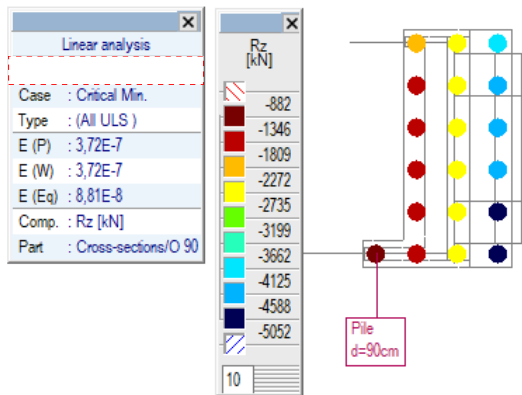 Linear analysis
Case : Critical Min.
Type : (All ULS )
E (P) : 3,72E-7
E (W) : 3,72E-7
E (Eq) : 8,81E-8
Comp. : Rz [kN]
Part : Cross-sections/O 90
Rz
[kN]
-882
-1346
-1809
-2272
-2735
-3199
-3662
-4125
-4588
-5052
10
Pile
d=90cm